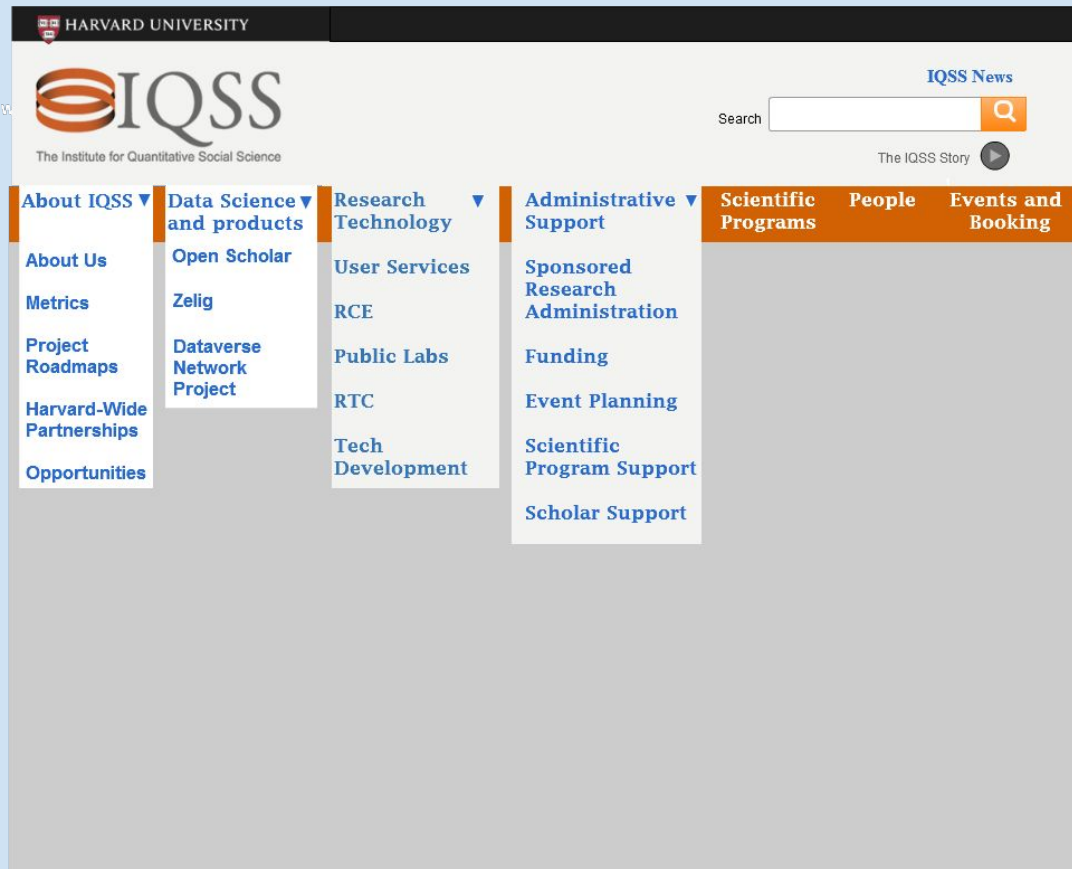 HARVARD UNIVERSITY
IQSS
The Institute for Quantitative Social Science
IQSS News
Search
The IQSS Story
About IQSS ▼
About Us
Metrics
Project
Roadmaps
Harvard-Wide
Partnerships
Opportunities
Data Science ▼
and products
Open Scholar
Zelig
Dataverse
Network
Project
Research ▼
Technology
User Services
RCE
Public Labs
RTC
Tech
Development
Administrative ▼
Support
Sponsored
Research
Administration
Funding
Event Planning
Scientific
Program Support
Scholar Support
Scientific
Programs
People
Events and
Booking